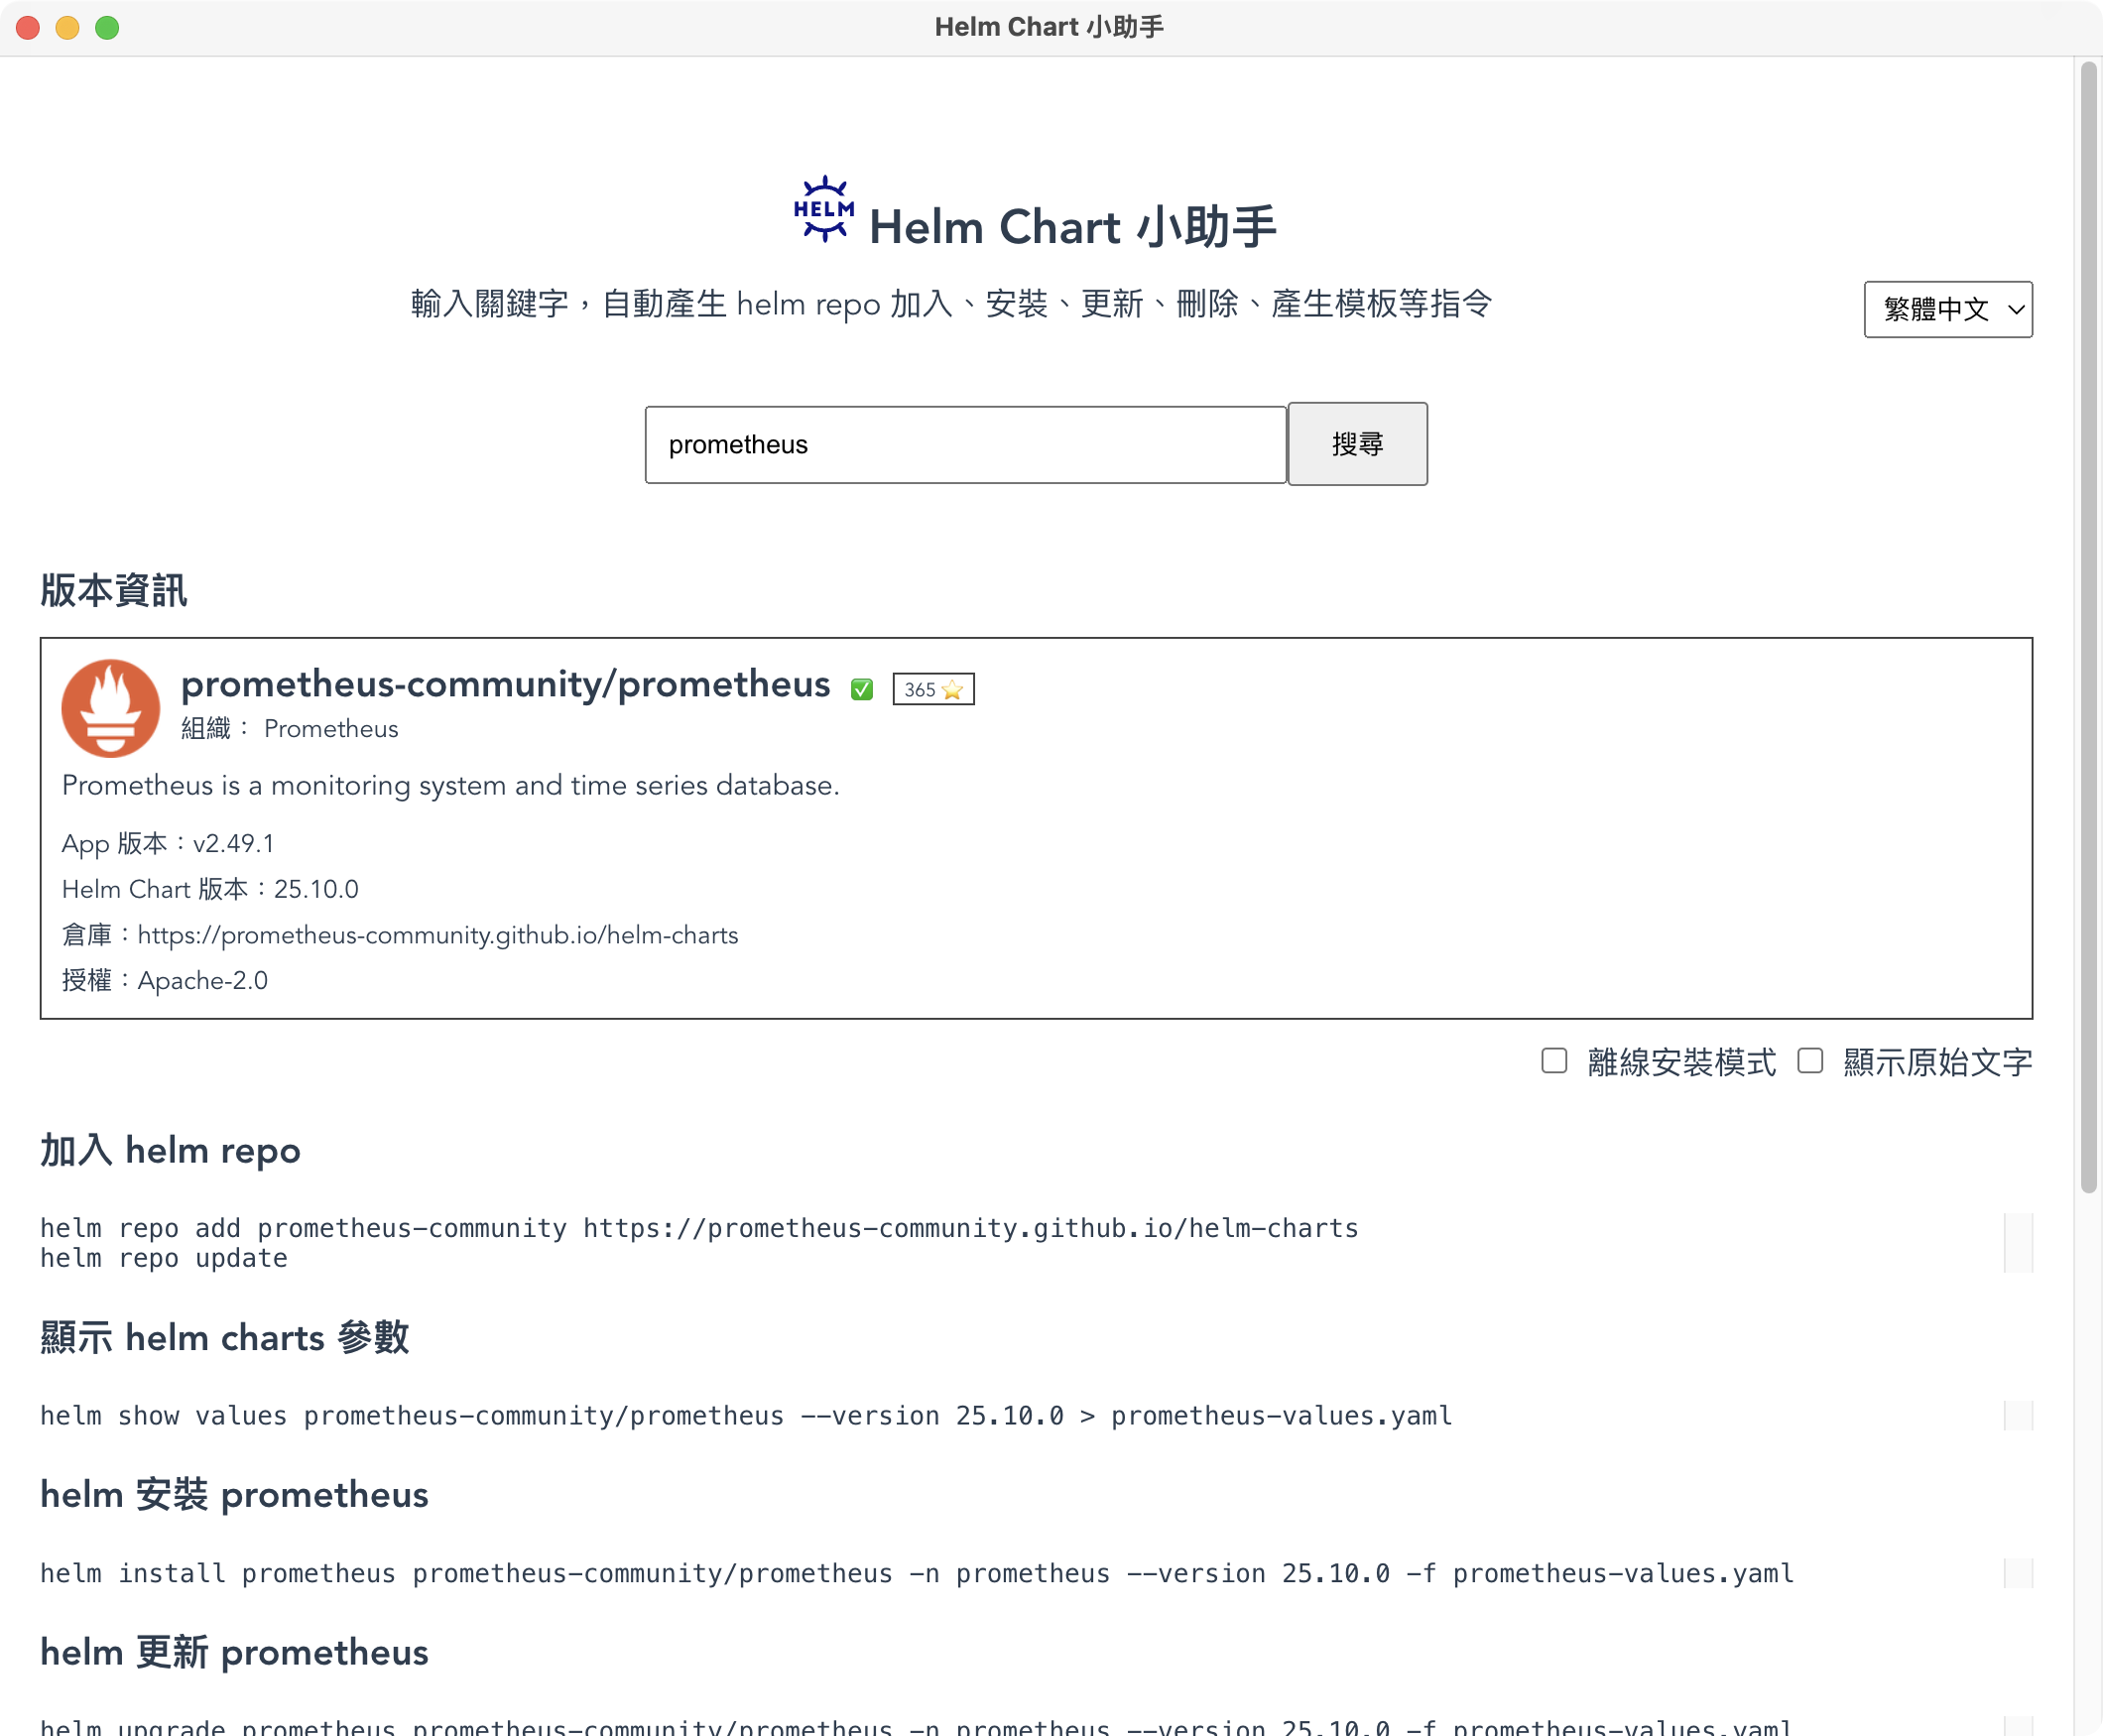 Helm Chart 小助手
HELM
Helm Chart 小助手
輸入關鍵字，自動產生 helm repo 加入、安裝、更新、刪除、產生模板等指令
繁體中文
prometheus
搜尋
版本資訊
prometheus-community/prometheus ✅ 365 ⭐
組織： Prometheus
Prometheus is a monitoring system and time series database.
App 版本：v2.49.1
Helm Chart 版本：25.10.0
倉庫：https://prometheus-community.github.io/helm-charts
授權：Apache-2.0
離線安裝模式 顯示原始文字
加入 helm repo
helm repo add prometheus-community https://prometheus-community.github.io/helm-charts
helm repo update
顯示 helm charts 參數
helm show values prometheus-community/prometheus --version 25.10.0 > prometheus-values.yaml
helm 安裝 prometheus
helm install prometheus prometheus-community/prometheus -n prometheus --version 25.10.0 -f prometheus-values.yaml
helm 更新 prometheus
helm upgrade prometheus prometheus-community/prometheus -n prometheus --version 25.10.0 -f prometheus-values.yaml